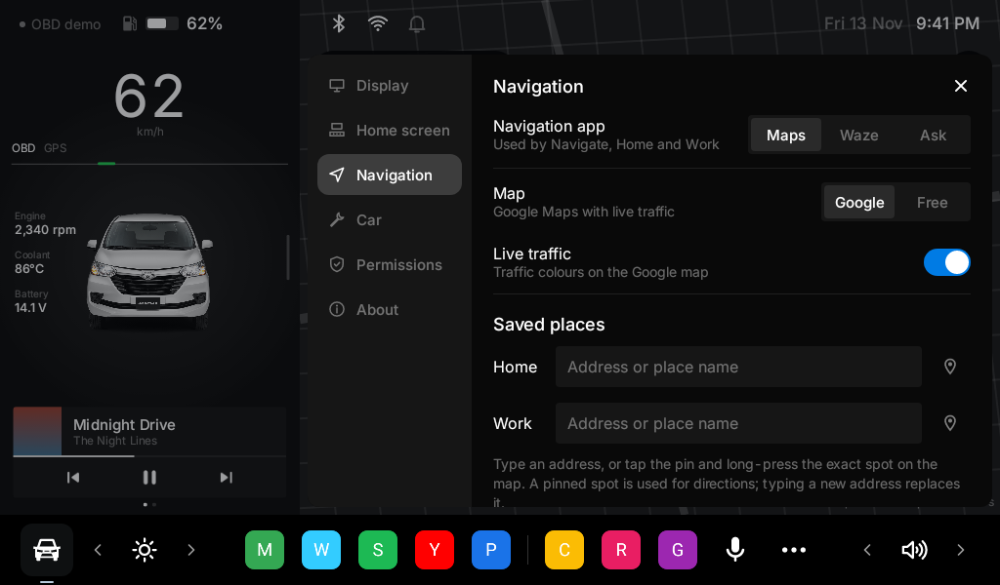 OBD demo
62%
Fri 13 Nov 9:41 PM
62
km/h
OBD GPS
Engine
2,340 rpm
Coolant
86°C
Battery
14.1 V
Midnight Drive
The Night Lines
Display
Home screen
Navigation
Car
Permissions
About
Navigation
Navigation app
Used by Navigate, Home and Work
Maps Waze Ask
Map
Google Maps with live traffic
Google Free
Live traffic
Traffic colours on the Google map
Saved places
Home Address or place name
Work Address or place name
Type an address, or tap the pin and long-press the exact spot on the
map. A pinned spot is used for directions; typing a new address replaces
it.
M W S Y P C R G